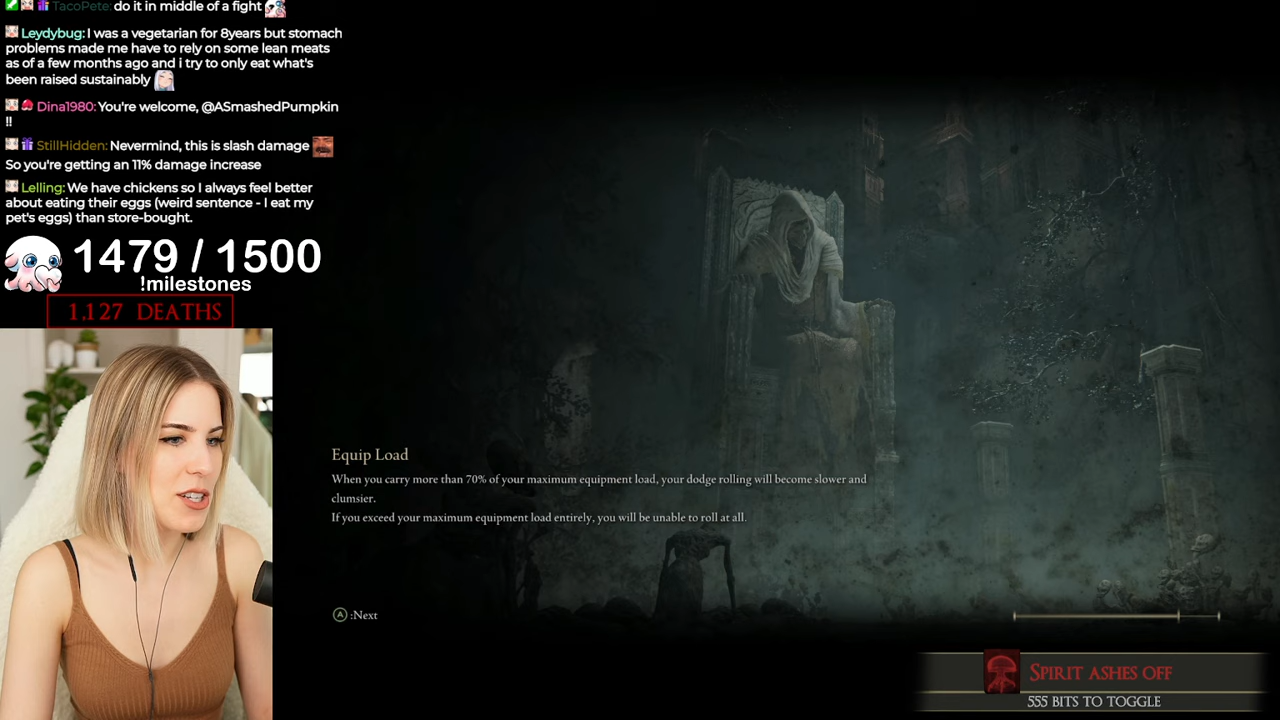 TacoPete: do it in middle of a fight
Leydybug: I was a vegetarian for 8years but stomach
problems made me have to rely on some lean meats
as of a few months ago and i try to only eat what's
been raised sustainably
Dina1980: You're welcome, @ASmashedPumpkin
!!
StillHidden: Nevermind, this is slash damage
So you're getting an 11% damage increase
Lelling: We have chickens so I always feel better
about eating their eggs (weird sentence - I eat my
pet's eggs) than store-bought.
1479 / 1500
!milestones
1,127 DEATHS
Equip Load
When you carry more than 70% of your maximum equipment load, your dodge rolling will become slower and
clumsier.
If you exceed your maximum equipment load entirely, you will be unable to roll at all.
A :Next
SPIRIT ASHES OFF
555 BITS TO TOGGLE